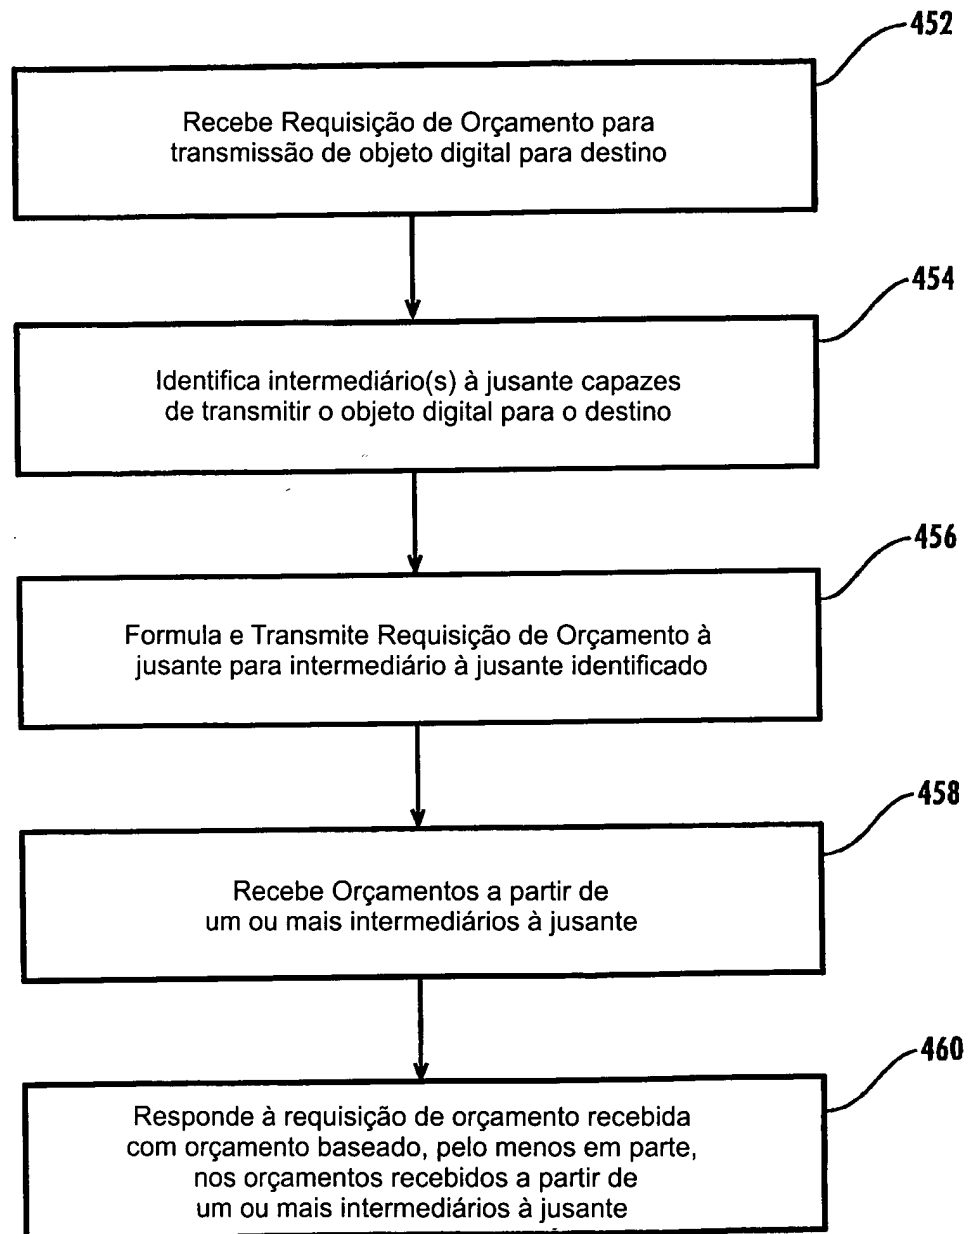 452
Recebe Requisição de Orçamento para
transmissão de objeto digital para destino
454
Identifica intermediário(s) à jusante capazes
de transmitir o objeto digital para o destino
456
Formula e Transmite Requisição de Orçamento à
jusante para intermediário à jusante identificado
458
Recebe Orçamentos a partir de
um ou mais intermediários à jusante
460
Responde à requisição de orçamento recebida
com orçamento baseado, pelo menos em parte,
nos orçamentos recebidos a partir de
um ou mais intermediários à jusante